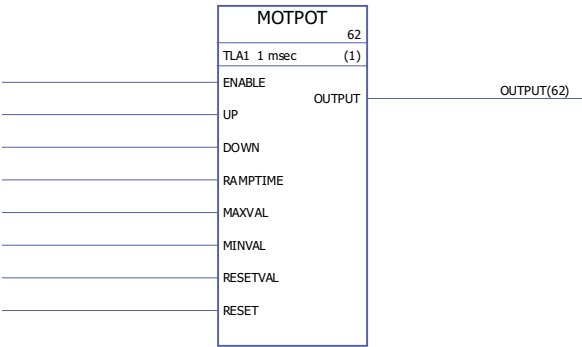 MOTPOT
62
TLA1 1 msec (1)
ENABLE
OUTPUT
OUTPUT(62)
UP
DOWN
RAMPTIME
MAXVAL
MINVAL
RESETVAL
RESET